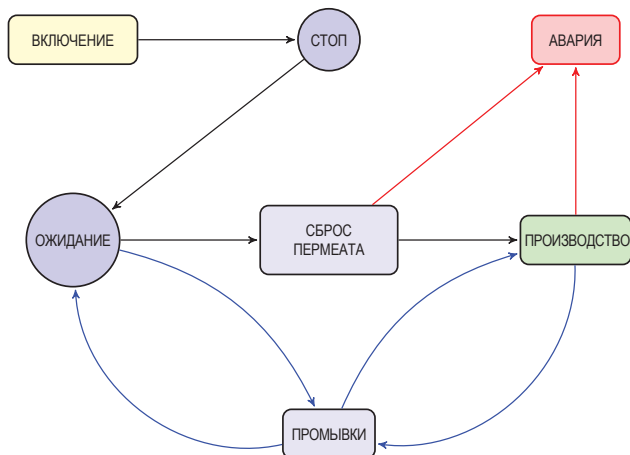 ВКЛЮЧЕНИЕ
СТОП
АВАРИЯ
ОЖИДАНИЕ
СБРОС
ПЕРМЕАТА
ПРОИЗВОДСТВО
ПРОМЫВКИ